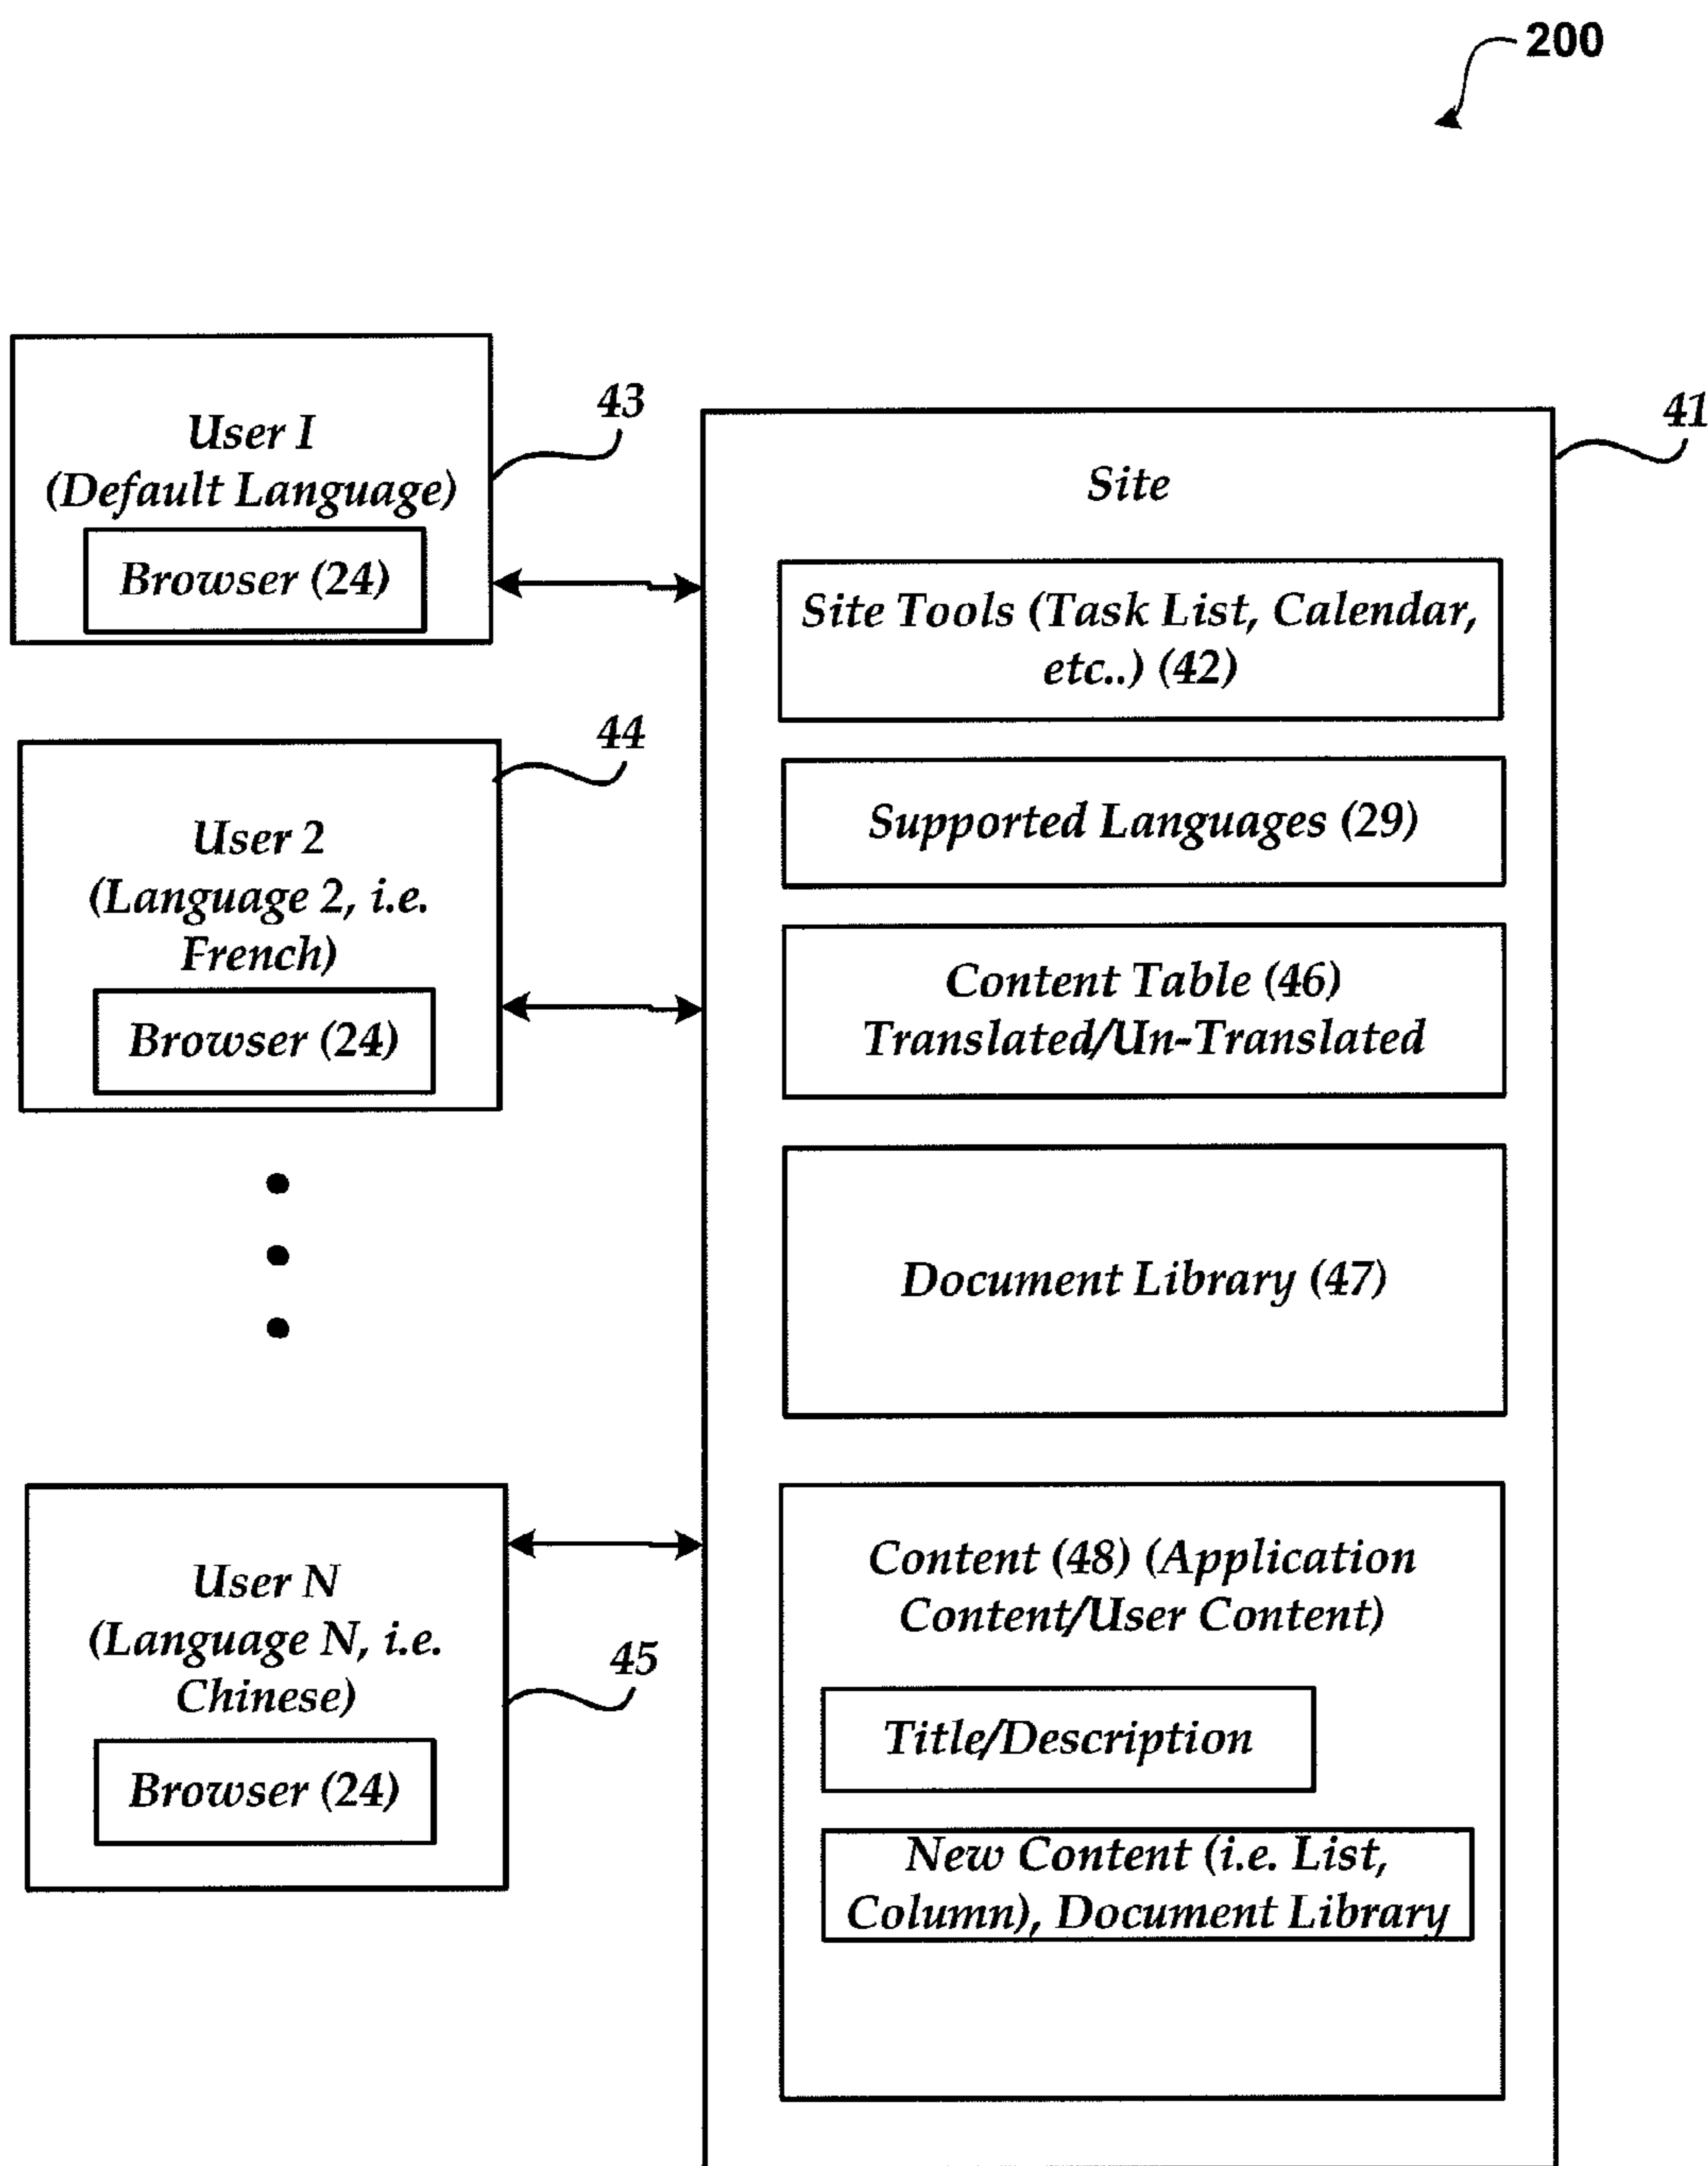 200
User I
(Default Language)
Browser (24)
43
User 2
(Language 2, i.e.
French)
Browser (24)
44
User N
(Language N, i.e.
Chinese)
Browser (24)
45
41
Site
Site Tools (Task List, Calendar,
etc..) (42)
Supported Languages (29)
Content Table (46)
Translated/Un-Translated
Document Library (47)
Content (48) (Application
Content/User Content)
Title/Description
New Content (i.e. List,
Column), Document Library